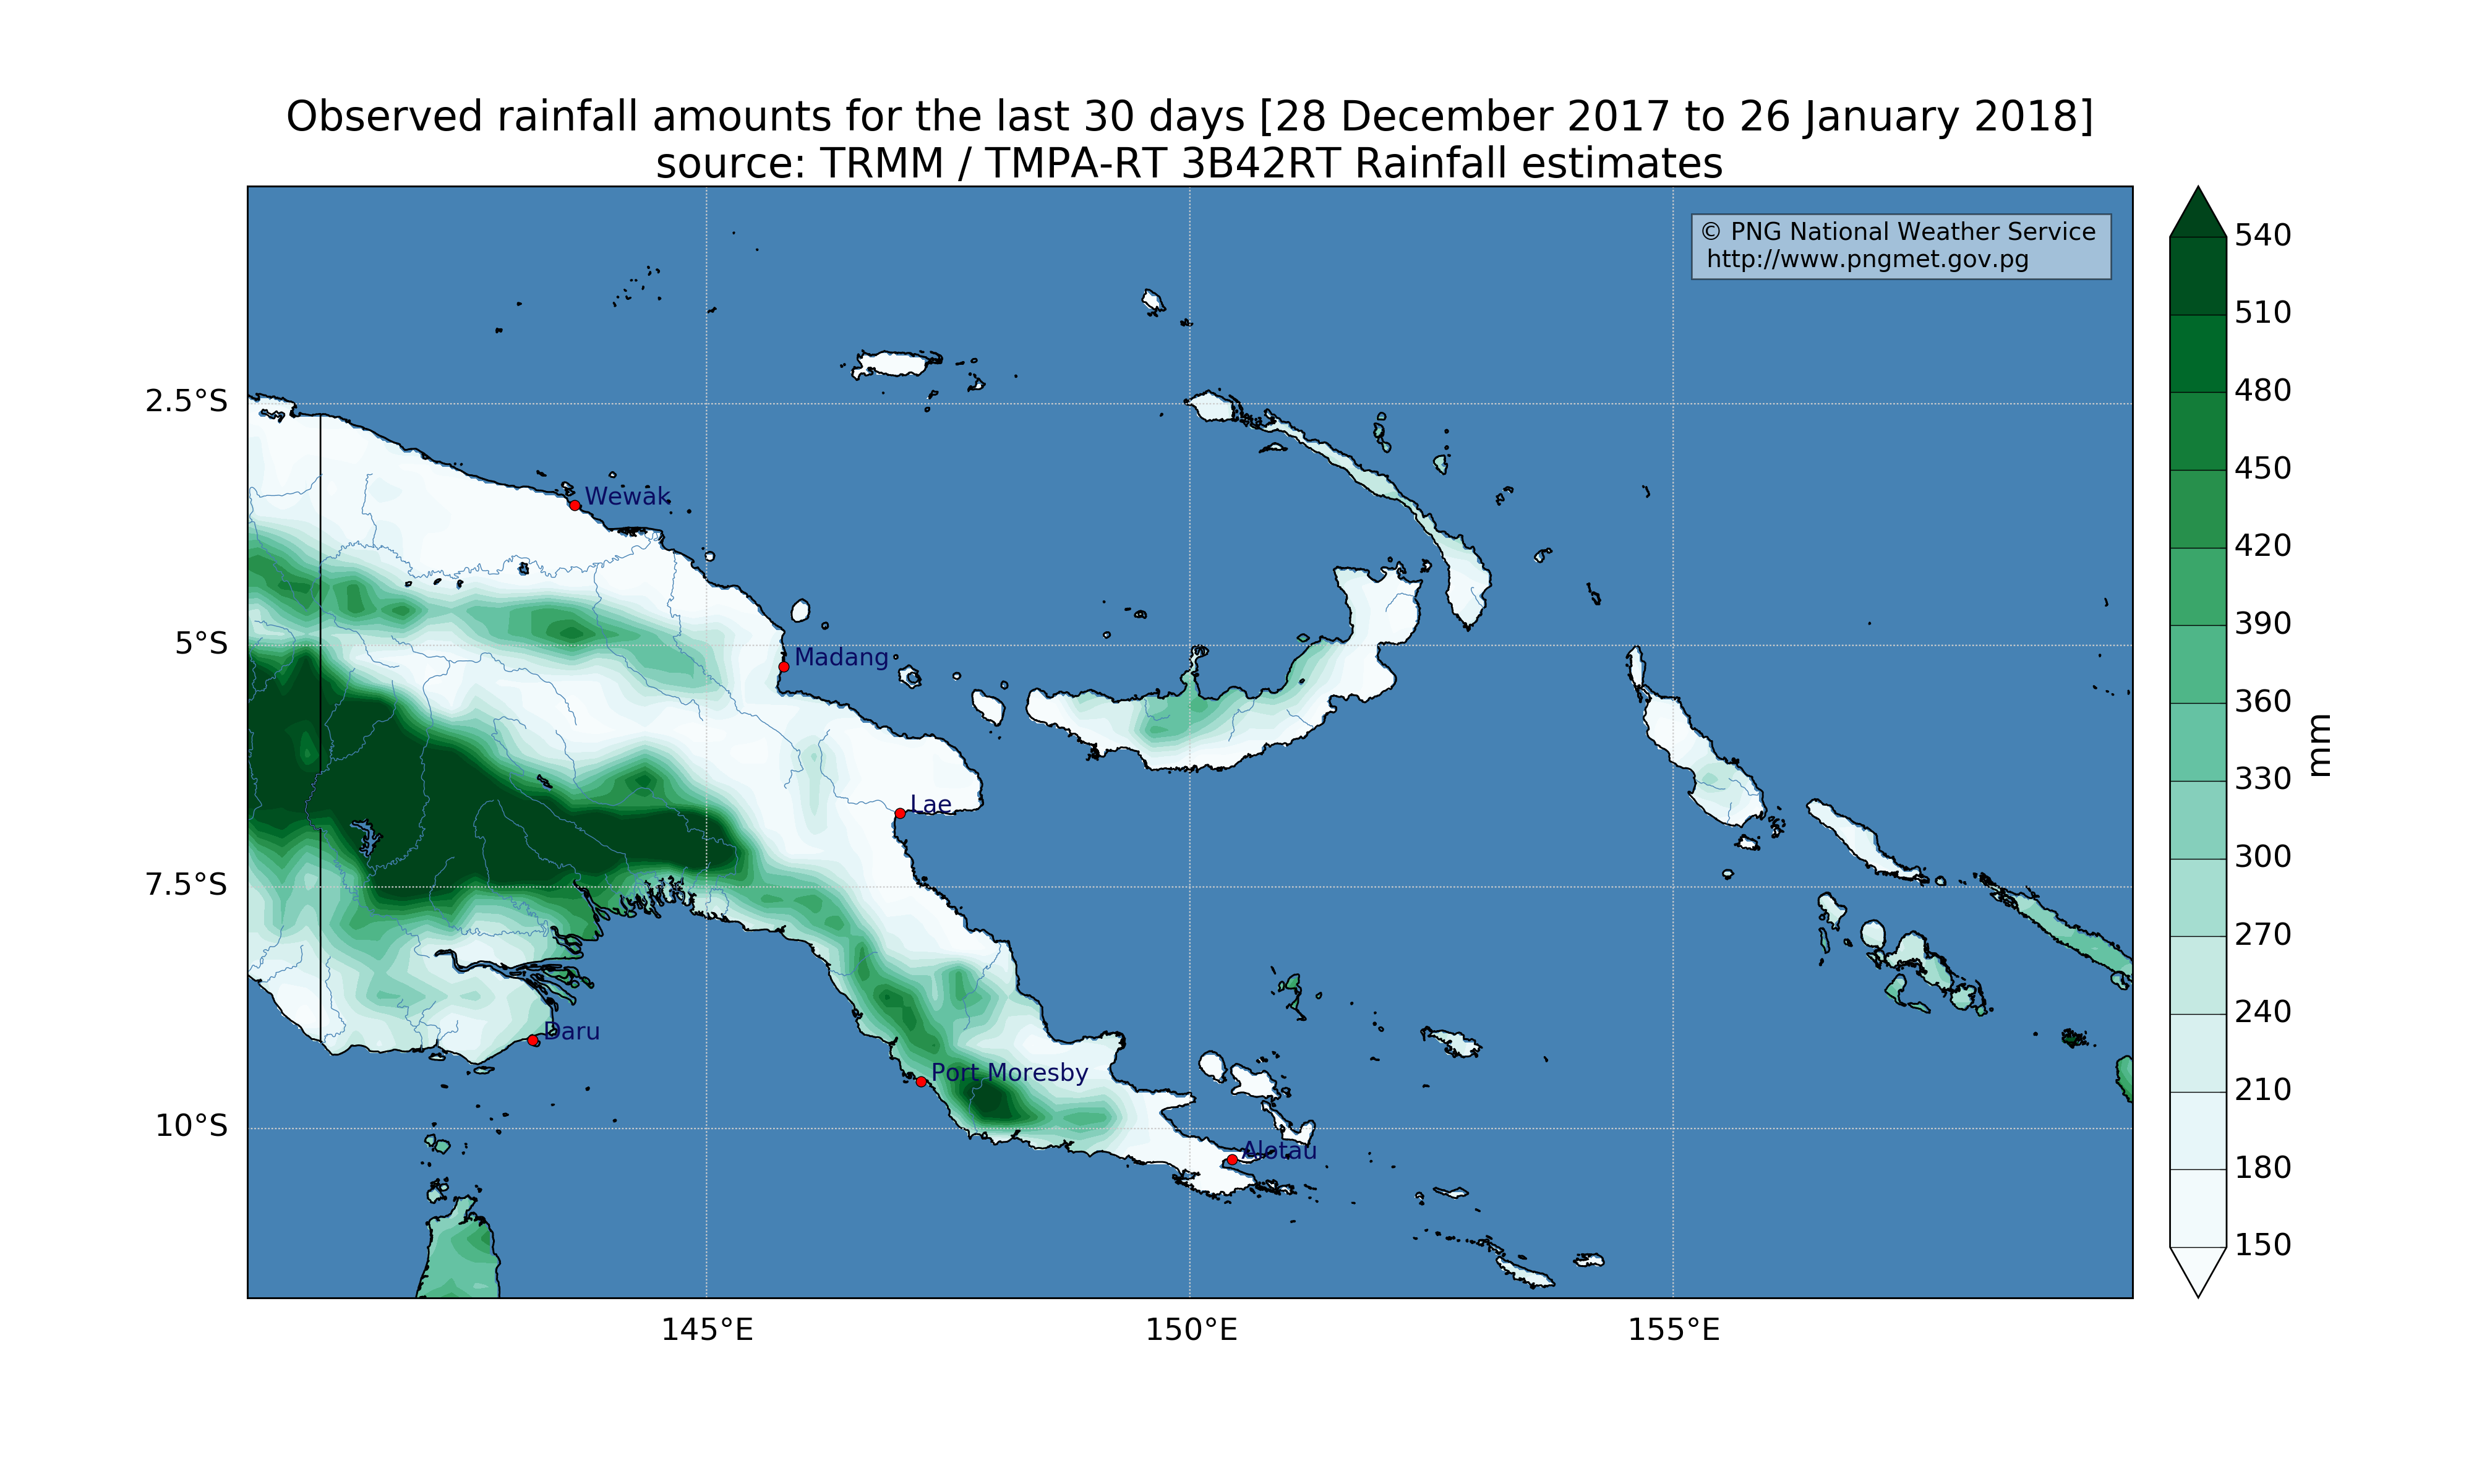 Observed rainfall amounts for the last 30 days [28 December 2017 to 26 January 2018]
source: TRMM / TMPA-RT 3B42RT Rainfall estimates
© PNG National Weather Service
http://www.pngmet.gov.pg
2.5°S
5°S
7.5°S
10°S
Wewak
Madang
Lae
Daru
Port Moresby
Alotau
145°E
150°E
155°E
540
510
480
450
420
390
360
330
300
270
240
210
180
150
mm